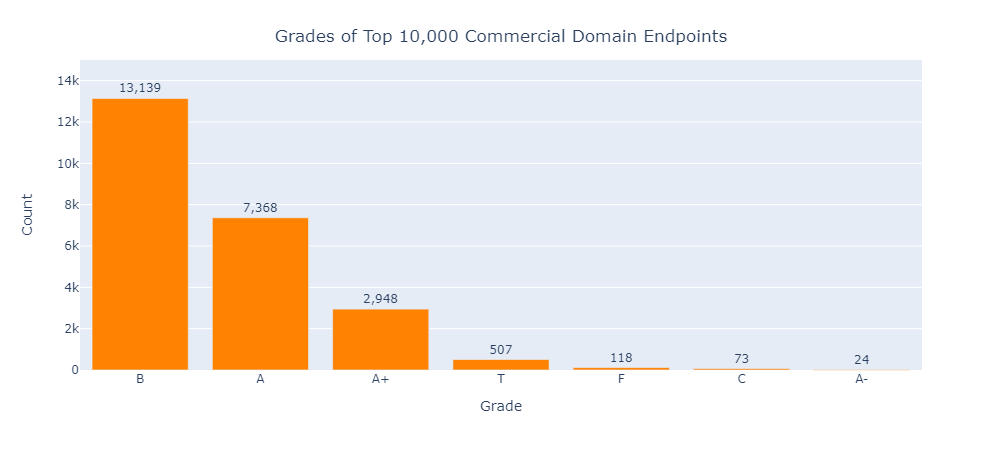 Grades of Top 10,000 Commercial Domain Endpoints
14k
12k
10k
8k
6k
4k
2k
0
Count
13,139
7,368
2,948
507
118
73
24
B
A
A+
T
F
C
A-
Grade